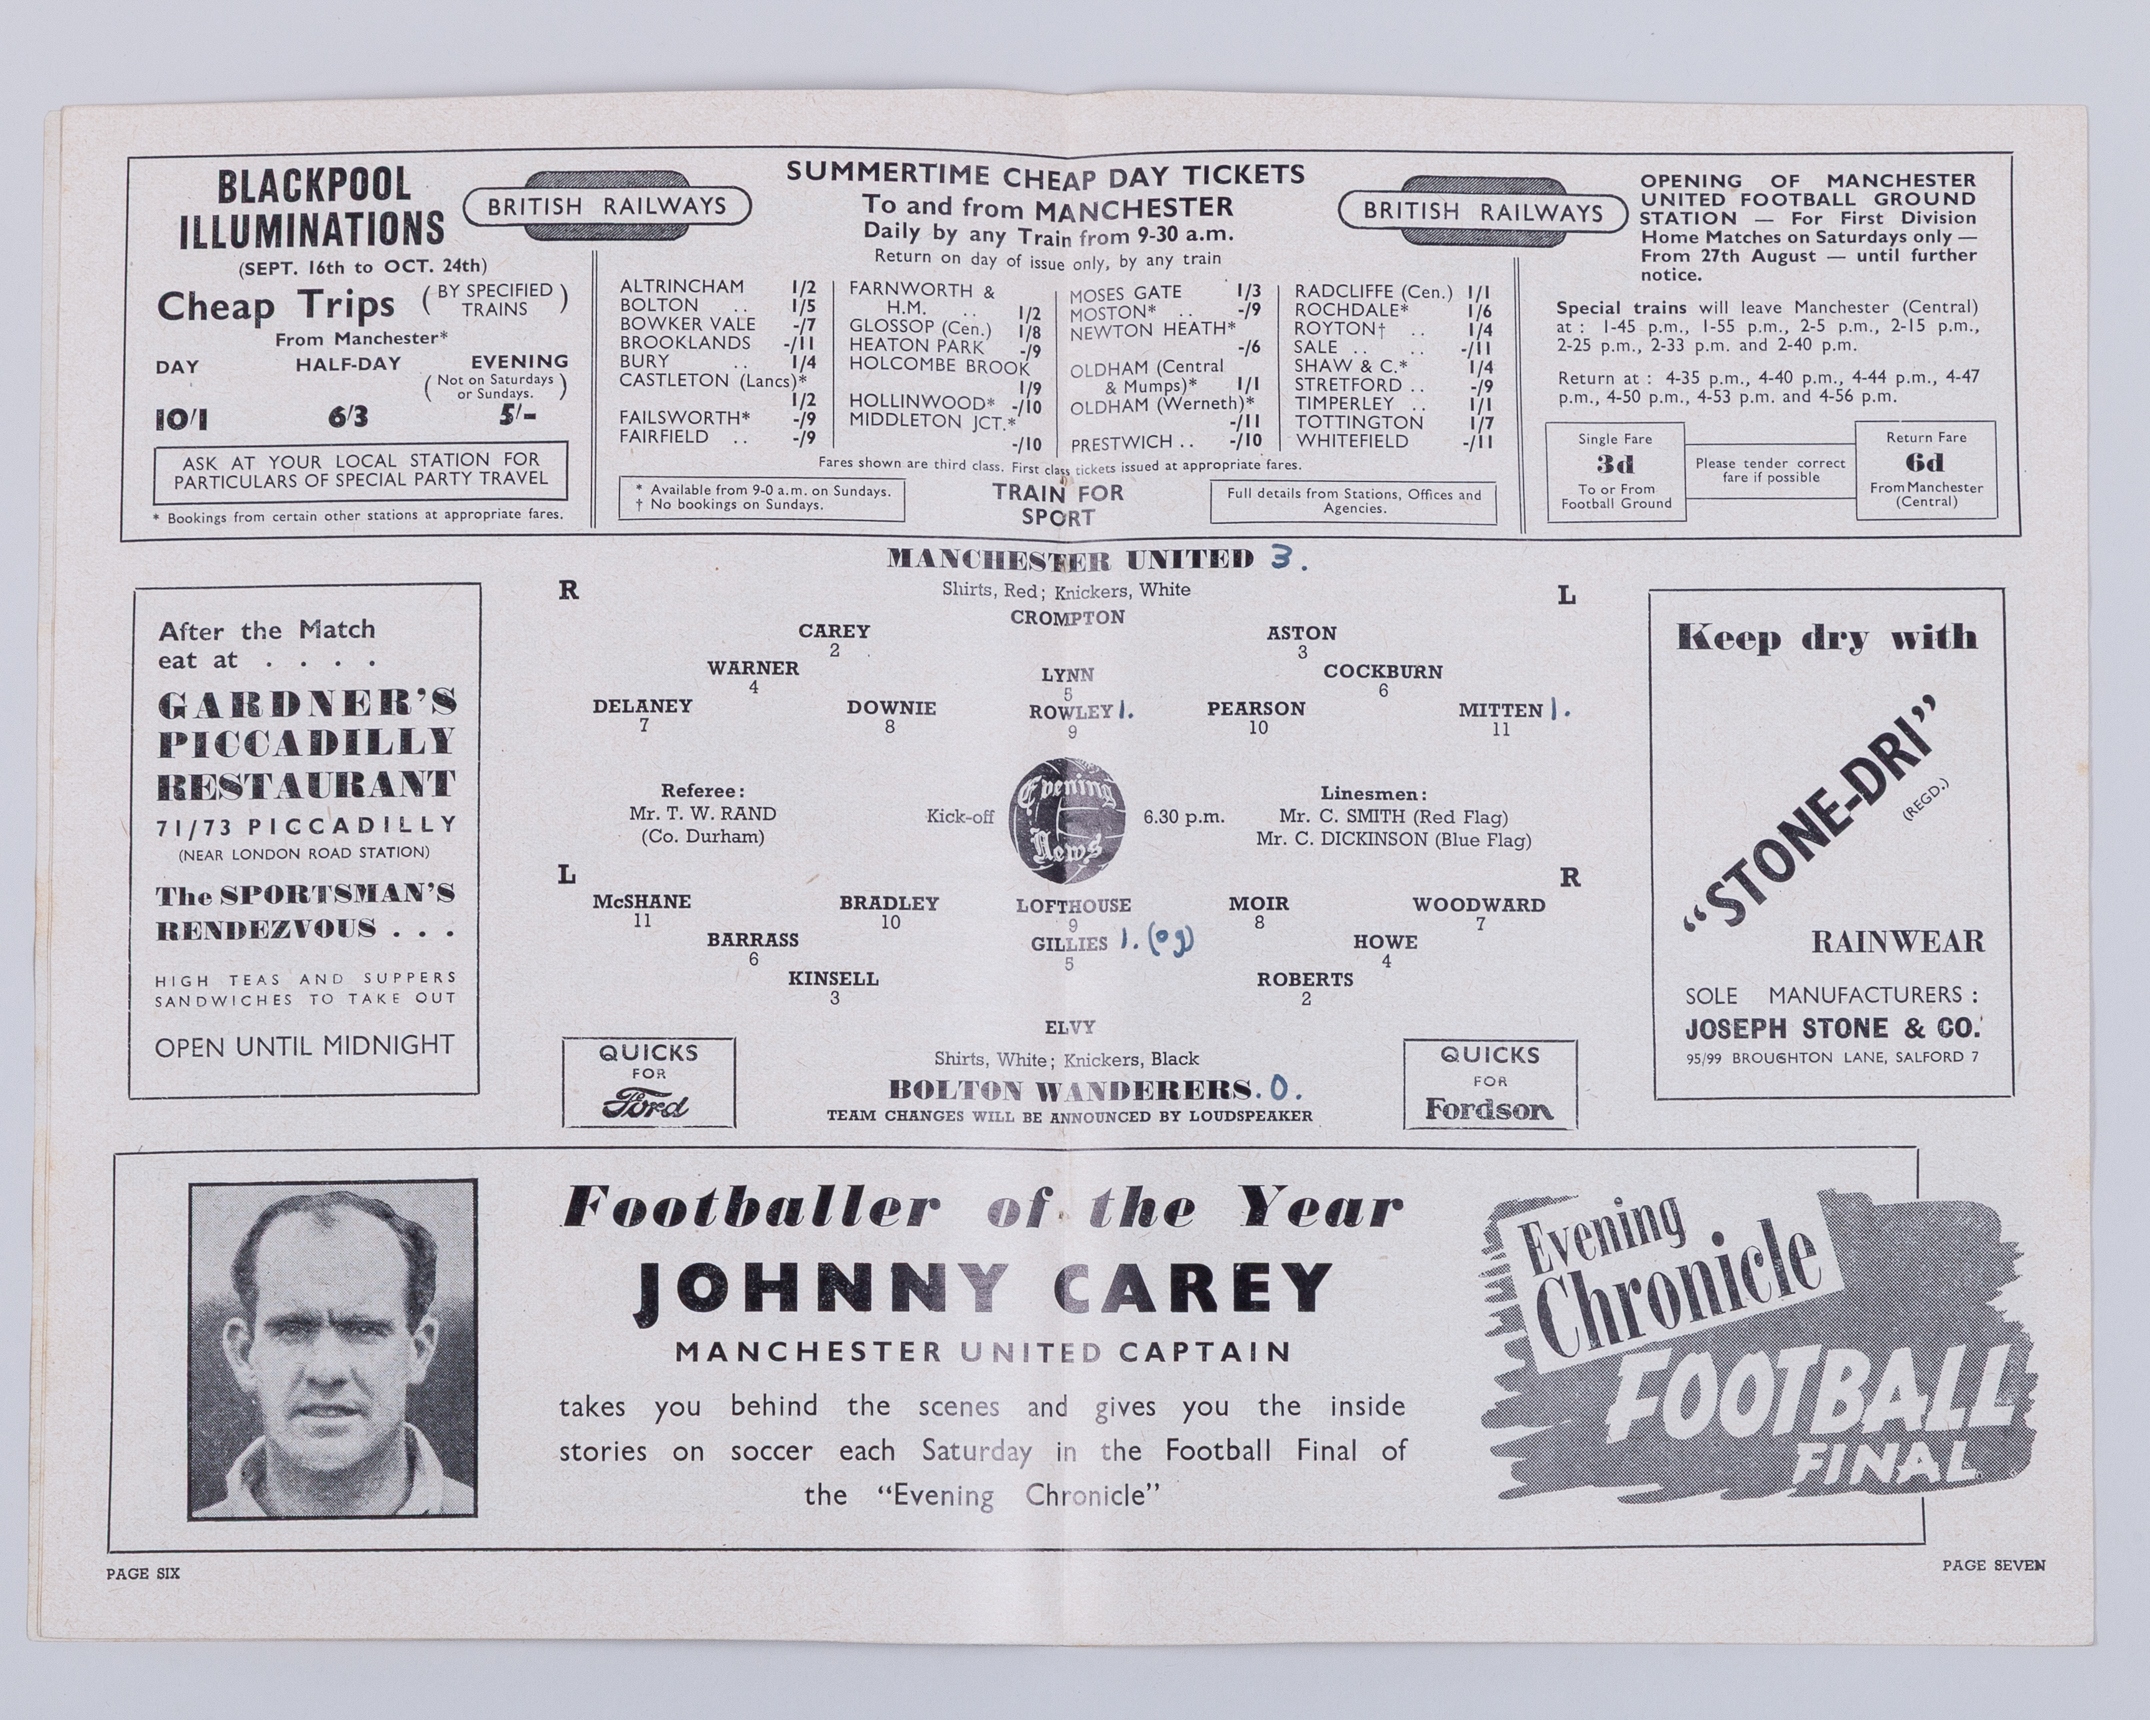 BLACKPOOL
ILLUMINATIONS
(SEPT. 16th to OCT. 24th)
Cheap Trips (BY SPECIFIED TRAINS)
From Manchester*
DAY HALF-DAY EVENING
(Not on Saturdays
or Sundays.)
10/1 6/3 5/-
ASK AT YOUR LOCAL STATION FOR
PARTICULARS OF SPECIAL PARTY TRAVEL
* Bookings from certain other stations at appropriate fares.
BRITISH RAILWAYS
SUMMERTIME CHEAP DAY TICKETS
To and from MANCHESTER
Daily by any Train from 9-30 a.m.
Return on day of issue only, by any train
BRITISH RAILWAYS
ALTRINCHAM 1/2
BOLTON .. 1/5
BOWKER VALE -/7
BROOKLANDS -/11
BURY .. 1/4
CASTLETON (Lancs)*
1/2
FAILSWORTH* -/9
FAIRFIELD .. -/9
FARNWORTH &
H.M. .. 1/2
GLOSSOP (Cen.) 1/8
HEATON PARK -/9
HOLCOMBE BROOK
1/9
HOLLINWOOD* -/10
MIDDLETON JCT.*
-/10
MOSES GATE 1/3
MOSTON* .. -/9
NEWTON HEATH*
-/6
OLDHAM (Central
& Mumps)* 1/1
OLDHAM (Werneth)*
-/11
PRESTWICH .. -/10
RADCLIFFE (Cen.) 1/1
ROCHDALE* 1/6
ROYTON† .. 1/4
SALE .. .. -/11
SHAW & C.* 1/4
STRETFORD .. -/9
TIMPERLEY .. 1/1
TOTTINGTON 1/7
WHITEFIELD -/11
Fares shown are third class. First class tickets issued at appropriate fares.
* Available from 9-0 a.m. on Sundays.
† No bookings on Sundays.
TRAIN FOR
SPORT
Full details from Stations, Offices and
Agencies.
OPENING OF MANCHESTER
UNITED FOOTBALL GROUND
STATION — For First Division
Home Matches on Saturdays only —
From 27th August — until further
notice.
Special trains will leave Manchester (Central)
at : 1-45 p.m., 1-55 p.m., 2-5 p.m., 2-15 p.m.,
2-25 p.m., 2-33 p.m. and 2-40 p.m.
Return at : 4-35 p.m., 4-40 p.m., 4-44 p.m., 4-47
p.m., 4-50 p.m., 4-53 p.m. and 4-56 p.m.
Single Fare
3d
To or From
Football Ground
Please tender correct
fare if possible
Return Fare
6d
From Manchester
(Central)
After the Match
eat at . . . .
GARDNER'S
PICCADILLY
RESTAURANT
71/73 PICCADILLY
(NEAR LONDON ROAD STATION)
The SPORTSMAN'S
RENDEZVOUS . . .
HIGH TEAS AND SUPPERS
SANDWICHES TO TAKE OUT
OPEN UNTIL MIDNIGHT
MANCHESTER UNITED 3.
R Shirts, Red; Knickers, White L
CROMPTON
CAREY ASTON
2 3
WARNER LYNN COCKBURN
4 5 6
DELANEY DOWNIE ROWLEY 1. PEARSON MITTEN 1.
7 8 9 10 11
Referee:
Mr. T. W. RAND
(Co. Durham)
Kick-off Evening News 6.30 p.m.
Linesmen:
Mr. C. SMITH (Red Flag)
Mr. C. DICKINSON (Blue Flag)
L R
McSHANE BRADLEY LOFTHOUSE MOIR WOODWARD
11 10 9 8 7
BARRASS GILLIES 1. (og) HOWE
6 5 4
KINSELL ROBERTS
3 2
ELVY
Shirts, White; Knickers, Black
BOLTON WANDERERS. 0.
TEAM CHANGES WILL BE ANNOUNCED BY LOUDSPEAKER
QUICKS
FOR
Ford
QUICKS
FOR
Fordson
Keep dry with
"STONE-DRI"
(REGD.)
RAINWEAR
SOLE MANUFACTURERS :
JOSEPH STONE & CO.
95/99 BROUGHTON LANE, SALFORD 7
Footballer of the Year
JOHNNY CAREY
MANCHESTER UNITED CAPTAIN
takes you behind the scenes and gives you the inside
stories on soccer each Saturday in the Football Final of
the "Evening Chronicle"
Evening
Chronicle
FOOTBALL
FINAL
PAGE SIX
PAGE SEVEN